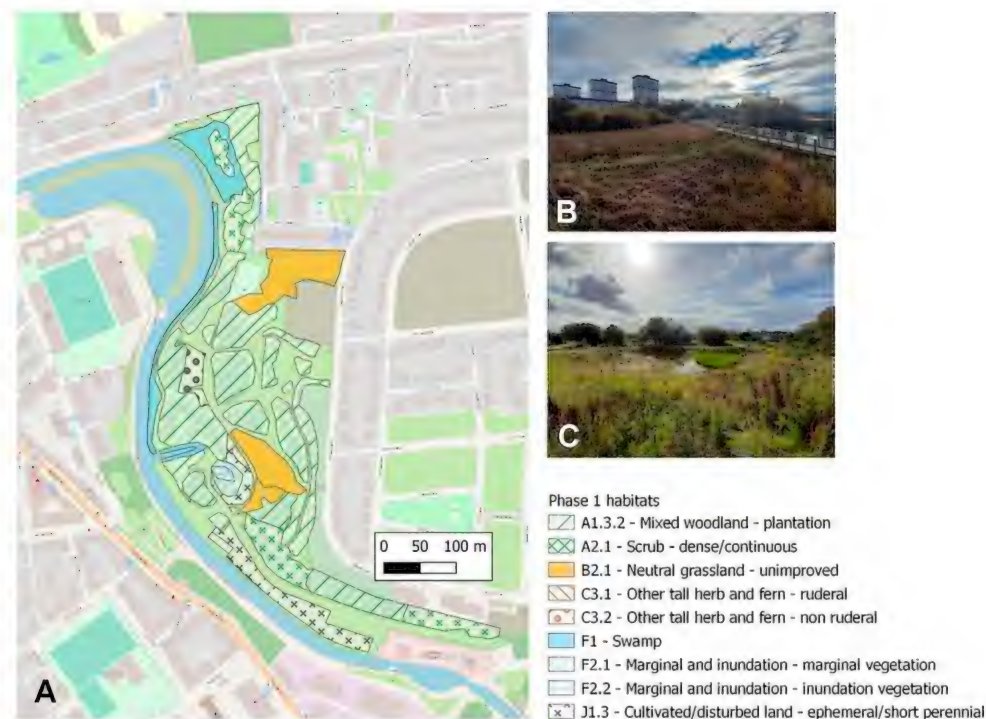 A
B
C
0 50 100 m
Phase 1 habitats
A1.3.2 - Mixed woodland - plantation
A2.1 - Scrub - dense/continuous
B2.1 - Neutral grassland - unimproved
C3.1 - Other tall herb and fern - ruderal
C3.2 - Other tall herb and fern - non ruderal
F1 - Swamp
F2.1 - Marginal and inundation - marginal vegetation
F2.2 - Marginal and inundation - inundation vegetation
J1.3 - Cultivated/disturbed land - ephemeral/short perennial